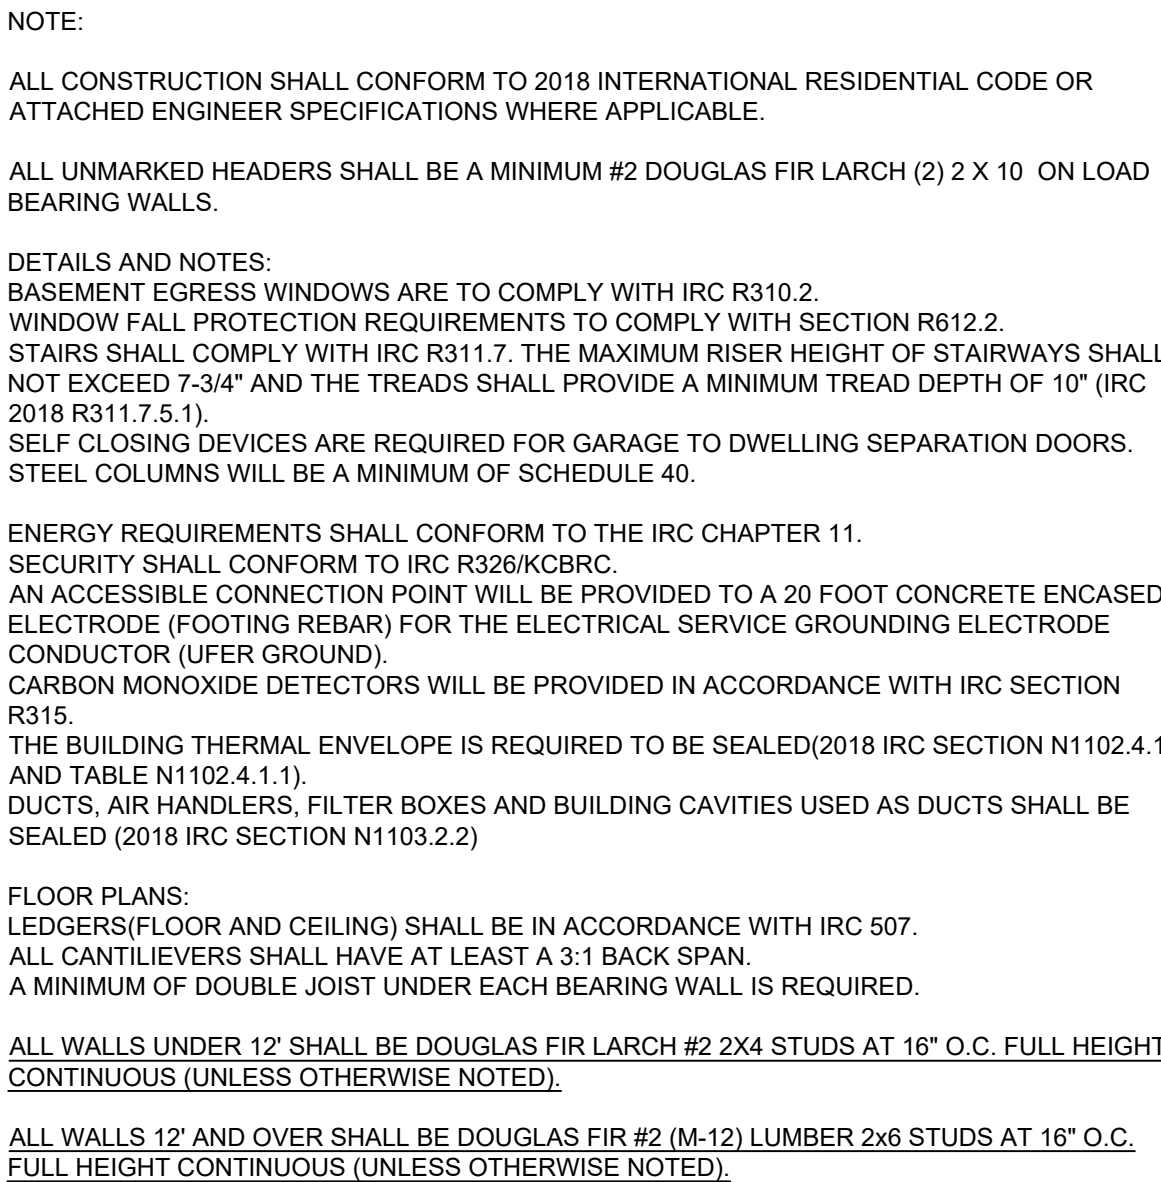 NOTE:
ALL CONSTRUCTION SHALL CONFORM TO 2018 INTERNATIONAL RESIDENTIAL CODE OR
ATTACHED ENGINEER SPECIFICATIONS WHERE APPLICABLE.
ALL UNMARKED HEADERS SHALL BE A MINIMUM #2 DOUGLAS FIR LARCH (2) 2 X 10  ON LOAD
BEARING WALLS.
DETAILS AND NOTES:
BASEMENT EGRESS WINDOWS ARE TO COMPLY WITH IRC R310.2.
WINDOW FALL PROTECTION REQUIREMENTS TO COMPLY WITH SECTION R612.2.
STAIRS SHALL COMPLY WITH IRC R311.7. THE MAXIMUM RISER HEIGHT OF STAIRWAYS SHALL
NOT EXCEED 7-3/4" AND THE TREADS SHALL PROVIDE A MINIMUM TREAD DEPTH OF 10" (IRC
2018 R311.7.5.1).
SELF CLOSING DEVICES ARE REQUIRED FOR GARAGE TO DWELLING SEPARATION DOORS.
STEEL COLUMNS WILL BE A MINIMUM OF SCHEDULE 40.
ENERGY REQUIREMENTS SHALL CONFORM TO THE IRC CHAPTER 11.
SECURITY SHALL CONFORM TO IRC R326/KCBRC.
AN ACCESSIBLE CONNECTION POINT WILL BE PROVIDED TO A 20 FOOT CONCRETE ENCASED
ELECTRODE (FOOTING REBAR) FOR THE ELECTRICAL SERVICE GROUNDING ELECTRODE
CONDUCTOR (UFER GROUND).
CARBON MONOXIDE DETECTORS WILL BE PROVIDED IN ACCORDANCE WITH IRC SECTION
R315.
THE BUILDING THERMAL ENVELOPE IS REQUIRED TO BE SEALED(2018 IRC SECTION N1102.4.1
AND TABLE N1102.4.1.1).
DUCTS, AIR HANDLERS, FILTER BOXES AND BUILDING CAVITIES USED AS DUCTS SHALL BE
SEALED (2018 IRC SECTION N1103.2.2)
FLOOR PLANS:
LEDGERS(FLOOR AND CEILING) SHALL BE IN ACCORDANCE WITH IRC 507.
ALL CANTILIEVERS SHALL HAVE AT LEAST A 3:1 BACK SPAN.
A MINIMUM OF DOUBLE JOIST UNDER EACH BEARING WALL IS REQUIRED.
ALL WALLS UNDER 12' SHALL BE DOUGLAS FIR LARCH #2 2X4 STUDS AT 16" O.C. FULL HEIGHT
CONTINUOUS (UNLESS OTHERWISE NOTED).
ALL WALLS 12' AND OVER SHALL BE DOUGLAS FIR #2 (M-12) LUMBER 2x6 STUDS AT 16" O.C.
FULL HEIGHT CONTINUOUS (UNLESS OTHERWISE NOTED).